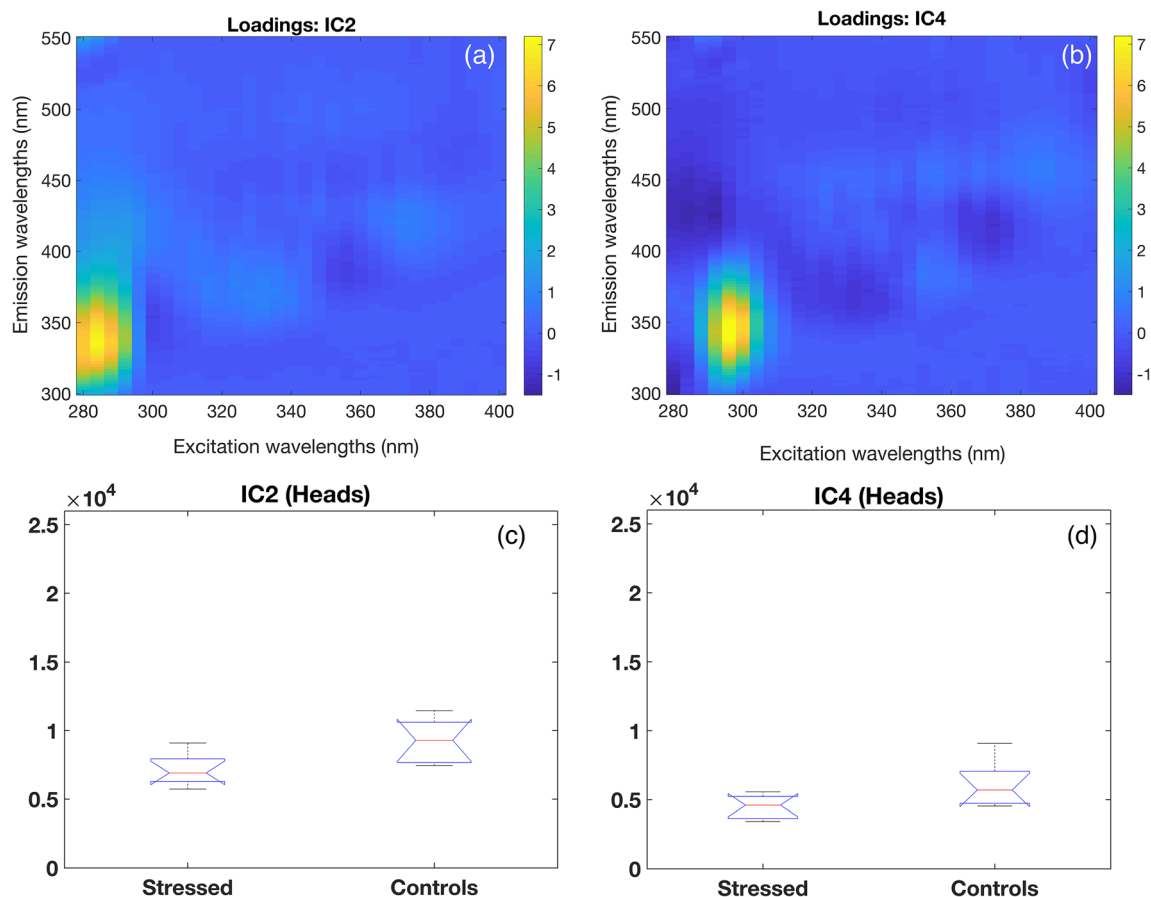 Loadings: IC2
(a)
550
500
450
400
350
300
Emission wavelengths (nm)
280 300 320 340 360 380 400
Excitation wavelengths (nm)
7
6
5
4
3
2
1
0
-1
Loadings: IC4
(b)
550
500
450
400
350
300
Emission wavelengths (nm)
280 300 320 340 360 380 400
Excitation wavelengths (nm)
7
6
5
4
3
2
1
0
-1
×10⁴
IC2 (Heads)
(c)
2.5
2
1.5
1
0.5
0
Stressed Controls
×10⁴
IC4 (Heads)
(d)
2.5
2
1.5
1
0.5
0
Stressed Controls